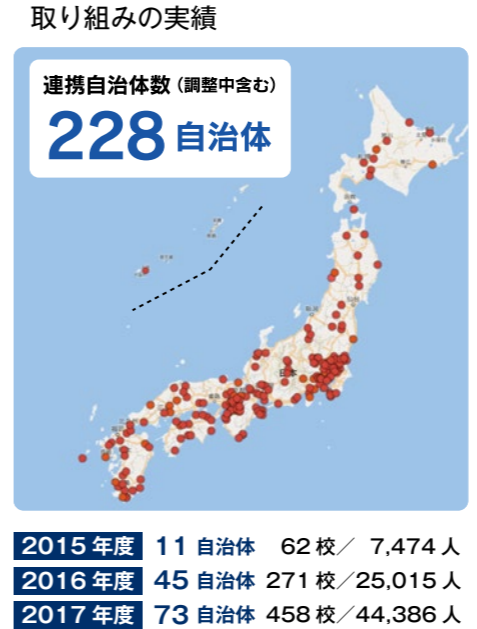 取り組みの実績
連携自治体数（調整中含む）
228 自治体
日本
2015 年度 11 自治体 62 校／ 7,474 人
2016 年度 45 自治体 271 校／25,015 人
2017 年度 73 自治体 458 校／44,386 人